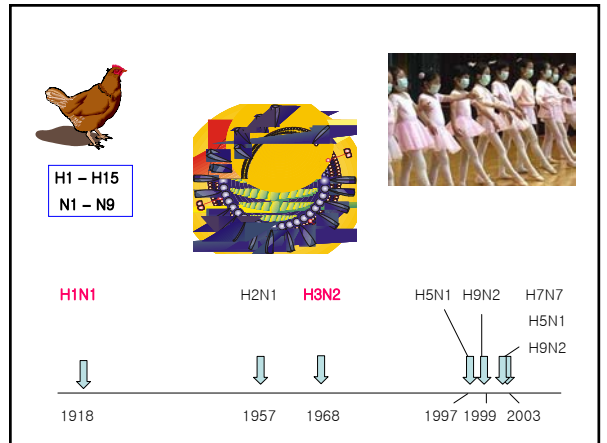 H1 – H15
N1 – N9
H1N1
H2N1
H3N2
H5N1
H9N2
H7N7
H5N1
H9N2
1918
1957
1968
1997
1999
2003